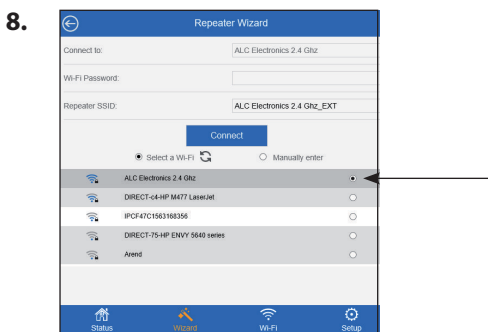 8.
Repeater Wizard
Connect to: ALC Electronics 2.4 Ghz
Wi-Fi Password:
Repeater SSID: ALC Electronics 2.4 Ghz_EXT
Connect
Select a Wi-Fi Manually enter
ALC Electronics 2.4 Ghz
DIRECT-c4-HP M477 LaserJet
IPCF47C1563168356
DIRECT-75-HP ENVY 5640 series
Arend
Status Wizard Wi-Fi Setup